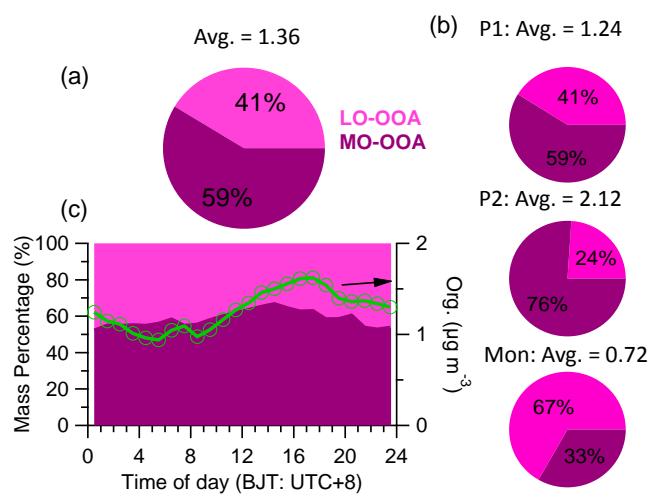 Avg. = 1.36
(a)
41%
59%
LO-OOA
MO-OOA
(b)
P1: Avg. = 1.24
41%
59%
P2: Avg. = 2.12
24%
76%
Mon: Avg. = 0.72
67%
33%
(c)
Mass Percentage (%)
100
80
60
40
20
0
2
1
0
Org. (μg m⁻³)
0 4 8 12 16 20 24
Time of day (BJT: UTC+8)